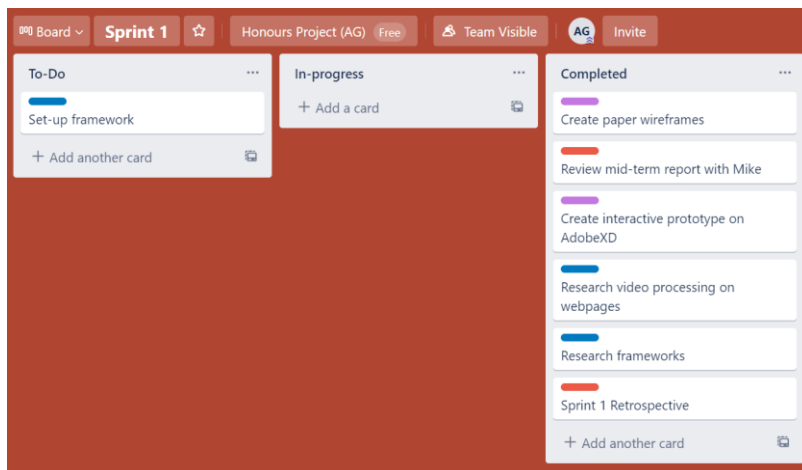 Board
Sprint 1
Honours Project (AG) Free
Team Visible
AG
Invite
To-Do
Set-up framework
+ Add another card
In-progress
+ Add a card
Completed
Create paper wireframes
Review mid-term report with Mike
Create interactive prototype on
AdobeXD
Research video processing on
webpages
Research frameworks
Sprint 1 Retrospective
+ Add another card